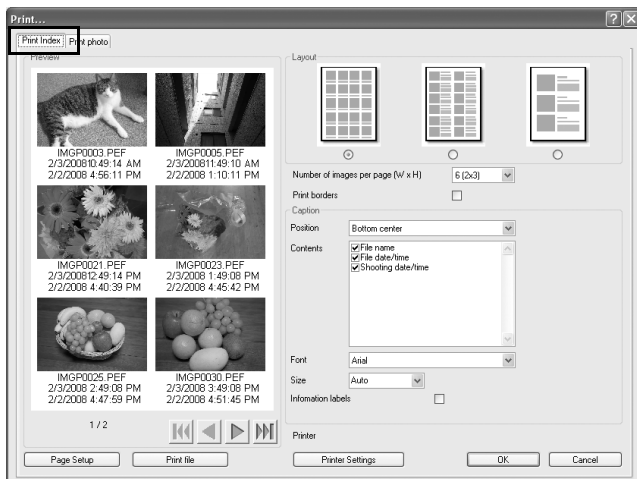 Print...
Print Index
Print photo
Preview
IMGP0003.PEF
2/3/200810:49:14 AM
2/2/2008 4:56:11 PM
IMGP0005.PEF
2/3/200811:49:10 AM
2/2/2008 1:10:11 PM
IMGP0021.PEF
2/3/200812:49:14 PM
2/2/2008 4:40:39 PM
IMGP0023.PEF
2/3/2008 1:49:08 PM
2/2/2008 4:45:42 PM
IMGP0025.PEF
2/3/2008 2:49:08 PM
2/2/2008 4:47:59 PM
IMGP0030.PEF
2/3/2008 3:49:08 PM
2/2/2008 4:51:45 PM
1 / 2
Page Setup
Print file
Layout
Number of images per page (W x H)
6 (2x3)
Print borders
Caption
Position
Bottom center
Contents
File name
File date/time
Shooting date/time
Font
Arial
Size
Auto
Infomation labels
Printer
Printer Settings
OK
Cancel